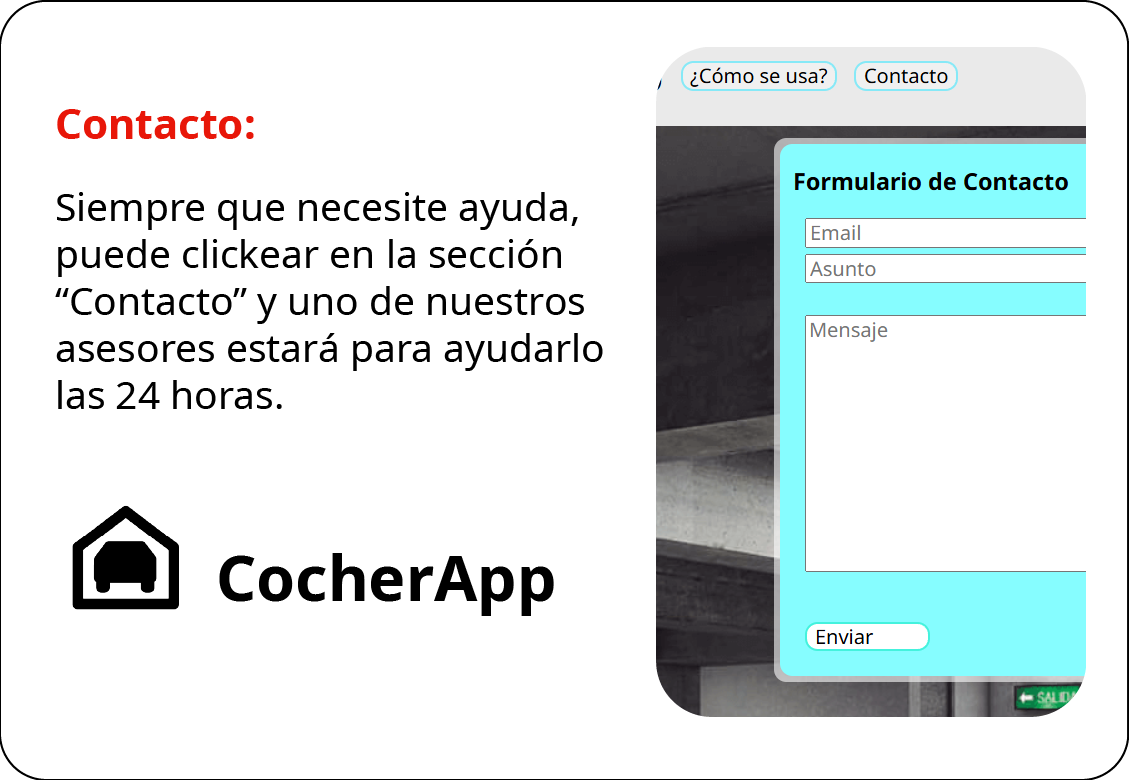 Contacto:
Siempre que necesite ayuda,
puede clickear en la sección
“Contacto” y uno de nuestros
asesores estará para ayudarlo
las 24 horas.
CocherApp
¿Cómo se usa?
Contacto
Formulario de Contacto
Email
Asunto
Mensaje
Enviar
SALIDA